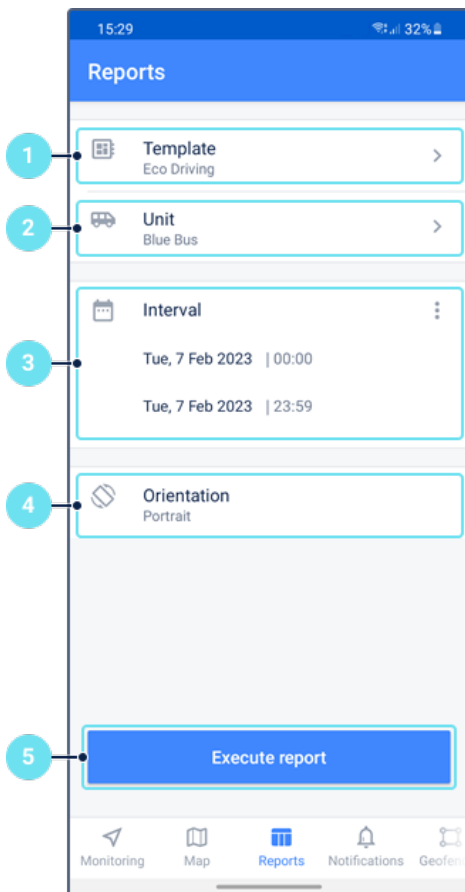 15:29 32%
Reports
1
Template
Eco Driving
2
Unit
Blue Bus
3
Interval
Tue, 7 Feb 2023 | 00:00
Tue, 7 Feb 2023 | 23:59
4
Orientation
Portrait
5
Execute report
Monitoring Map Reports Notifications Geofen